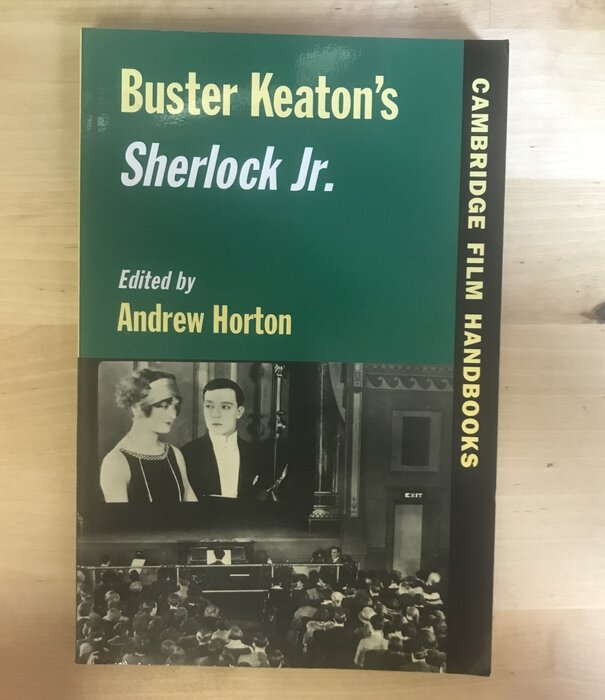 Buster Keaton's
Sherlock Jr.
Edited by
Andrew Horton
CAMBRIDGE FILM HANDBOOKS
EXIT